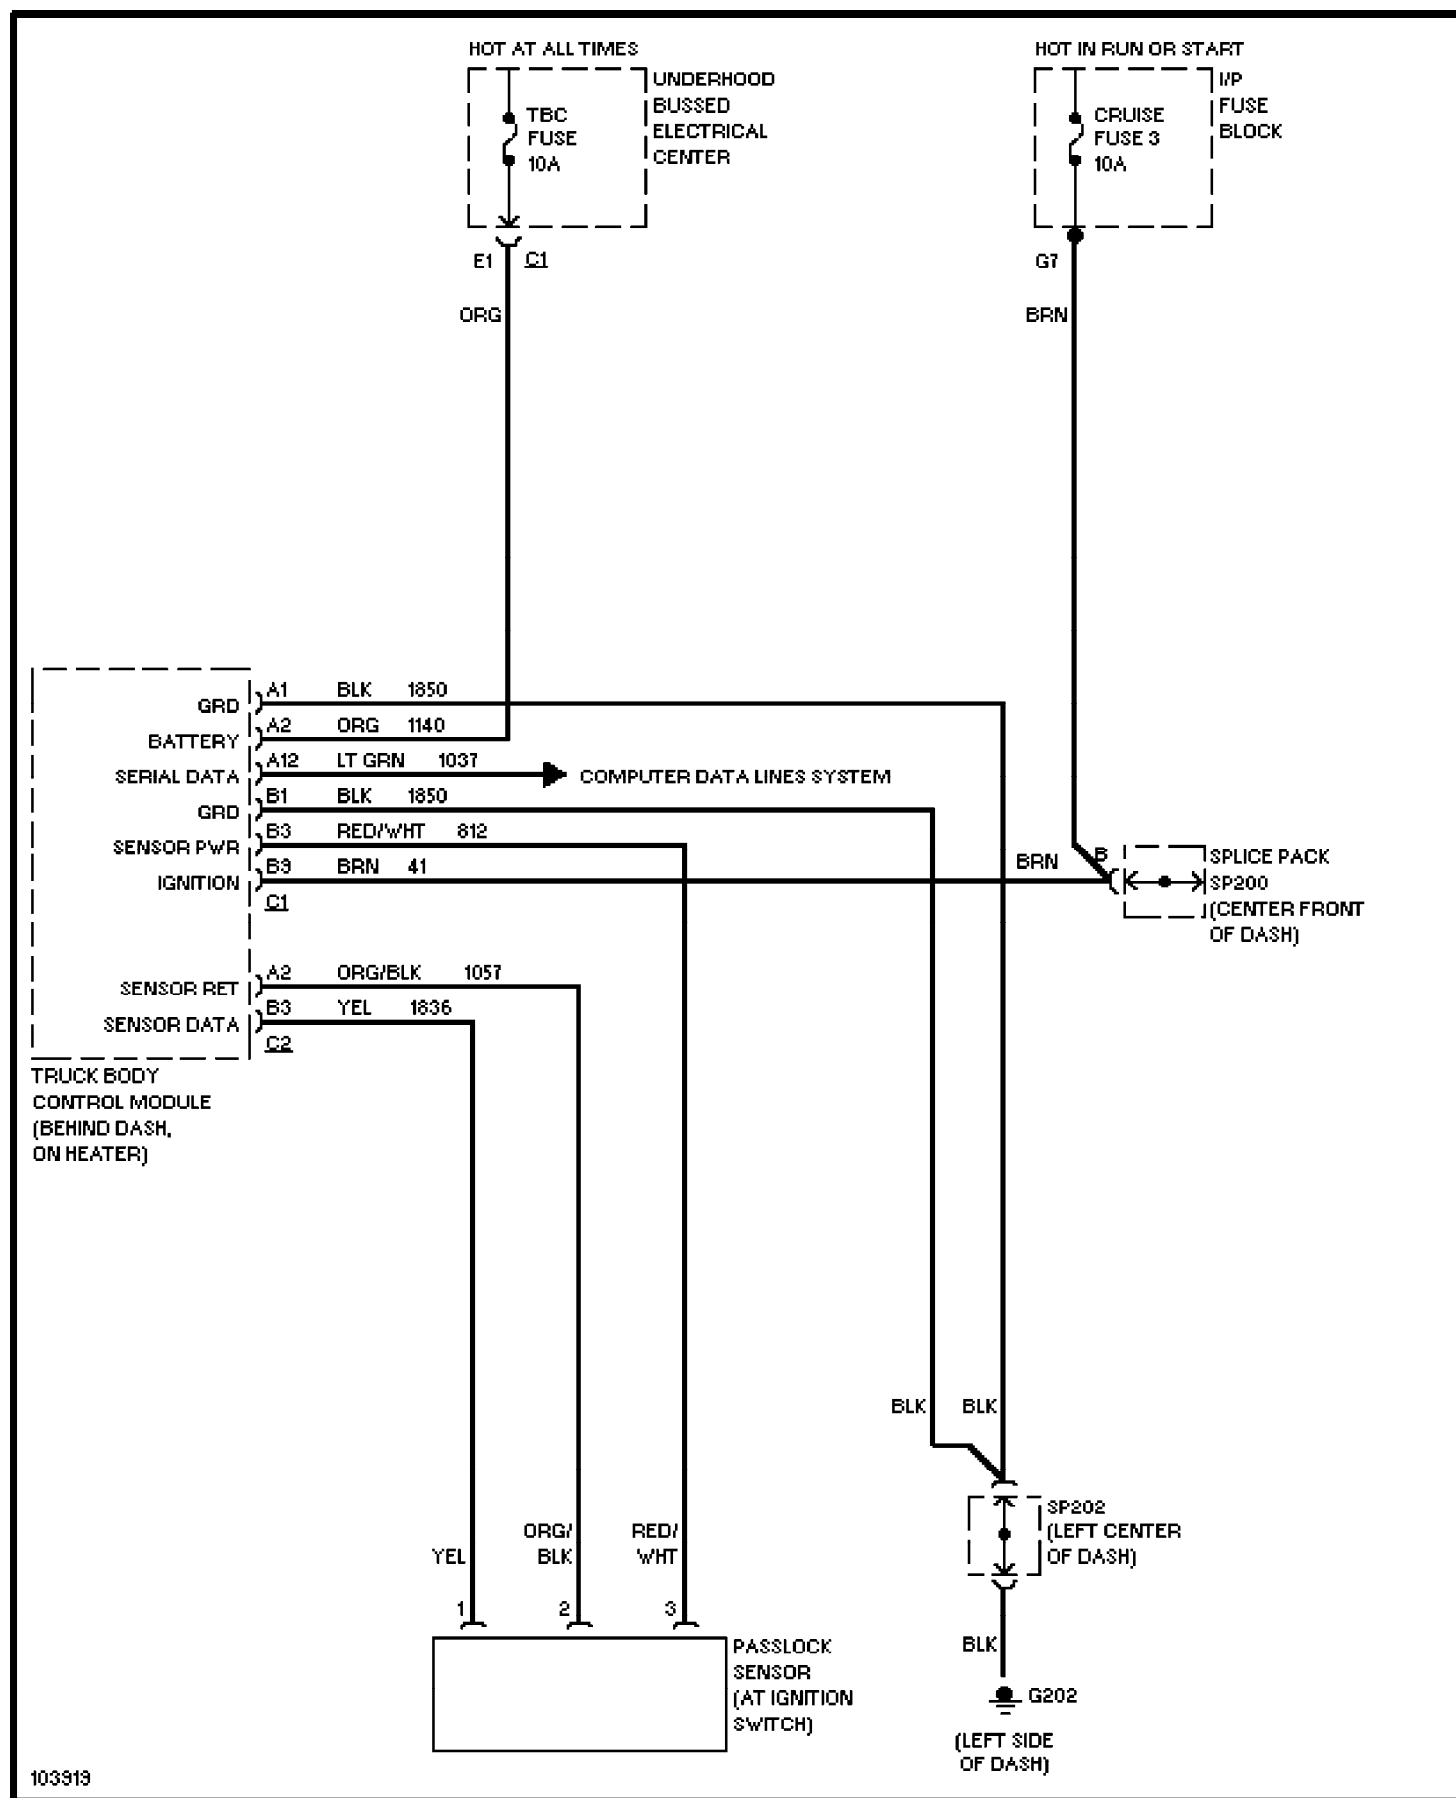 HOT AT ALL TIMES
UNDERHOOD
BUSSED
ELECTRICAL
CENTER
TBC
FUSE
10A
E1 C1
ORG
HOT IN RUN OR START
I/P
FUSE
BLOCK
CRUISE
FUSE 3
10A
G7
BRN
GRD A1 BLK 1850
BATTERY A2 ORG 1140
SERIAL DATA A12 LT GRN 1037 COMPUTER DATA LINES SYSTEM
GRD B1 BLK 1850
SENSOR PWR B3 RED/WHT 812
IGNITION B9 BRN 41
C1
BRN B
SPLICE PACK
SP200
(CENTER FRONT
OF DASH)
SENSOR RET A2 ORG/BLK 1057
SENSOR DATA B3 YEL 1836
C2
TRUCK BODY
CONTROL MODULE
(BEHIND DASH,
ON HEATER)
BLK BLK
SP202
(LEFT CENTER
OF DASH)
YEL
ORG/
BLK
RED/
WHT
1 2 3
PASSLOCK
SENSOR
(AT IGNITION
SWITCH)
BLK
G202
(LEFT SIDE
OF DASH)
103919